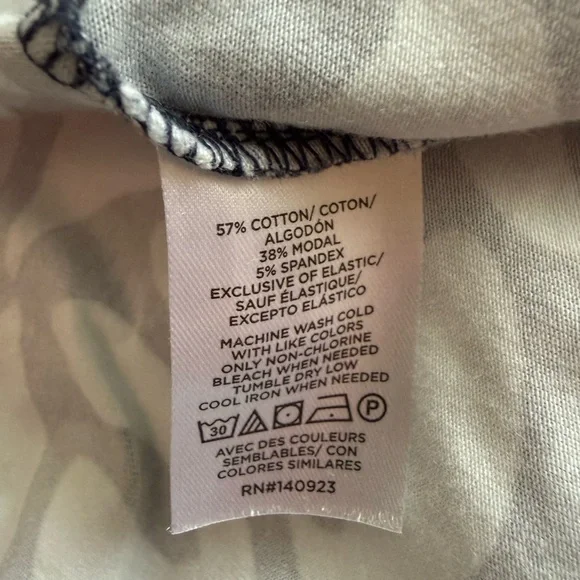 57% COTTON/ COTON/
ALGODÓN
38% MODAL
5% SPANDEX
EXCLUSIVE OF ELASTIC/
SAUF ÉLASTIQUE/
EXCEPTO ELÁSTICO
MACHINE WASH COLD
WITH LIKE COLORS
ONLY NON-CHLORINE
BLEACH WHEN NEEDED
TUMBLE DRY LOW
COOL IRON WHEN NEEDED
30 P
AVEC DES COULEURS
SEMBLABLES/ CON
COLORES SIMILARES
RN#140923